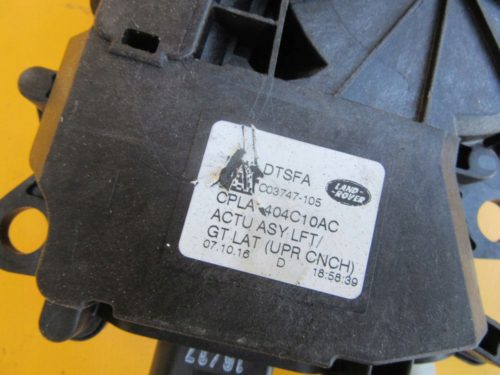 DTSFA
C03747-105
LAND-
ROVER
CPLA-404C10AC
ACTU ASY LFT/
GT LAT (UPR CNCH)
07.10.16 D 16:58:39